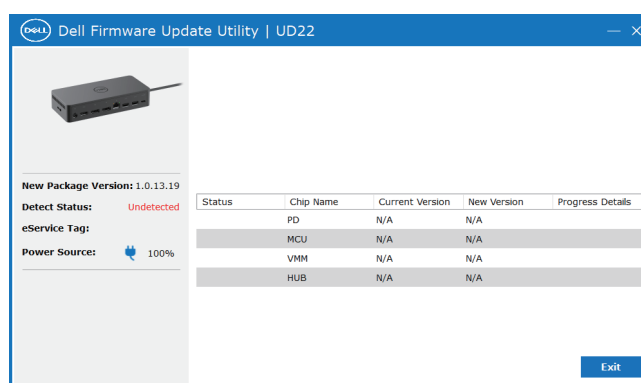 DELL Dell Firmware Update Utility | UD22
New Package Version: 1.0.13.19
Detect Status: Undetected
eService Tag:
Power Source: 100%
Status Chip Name Current Version New Version Progress Details
PD N/A N/A
MCU N/A N/A
VMM N/A N/A
HUB N/A N/A
Exit